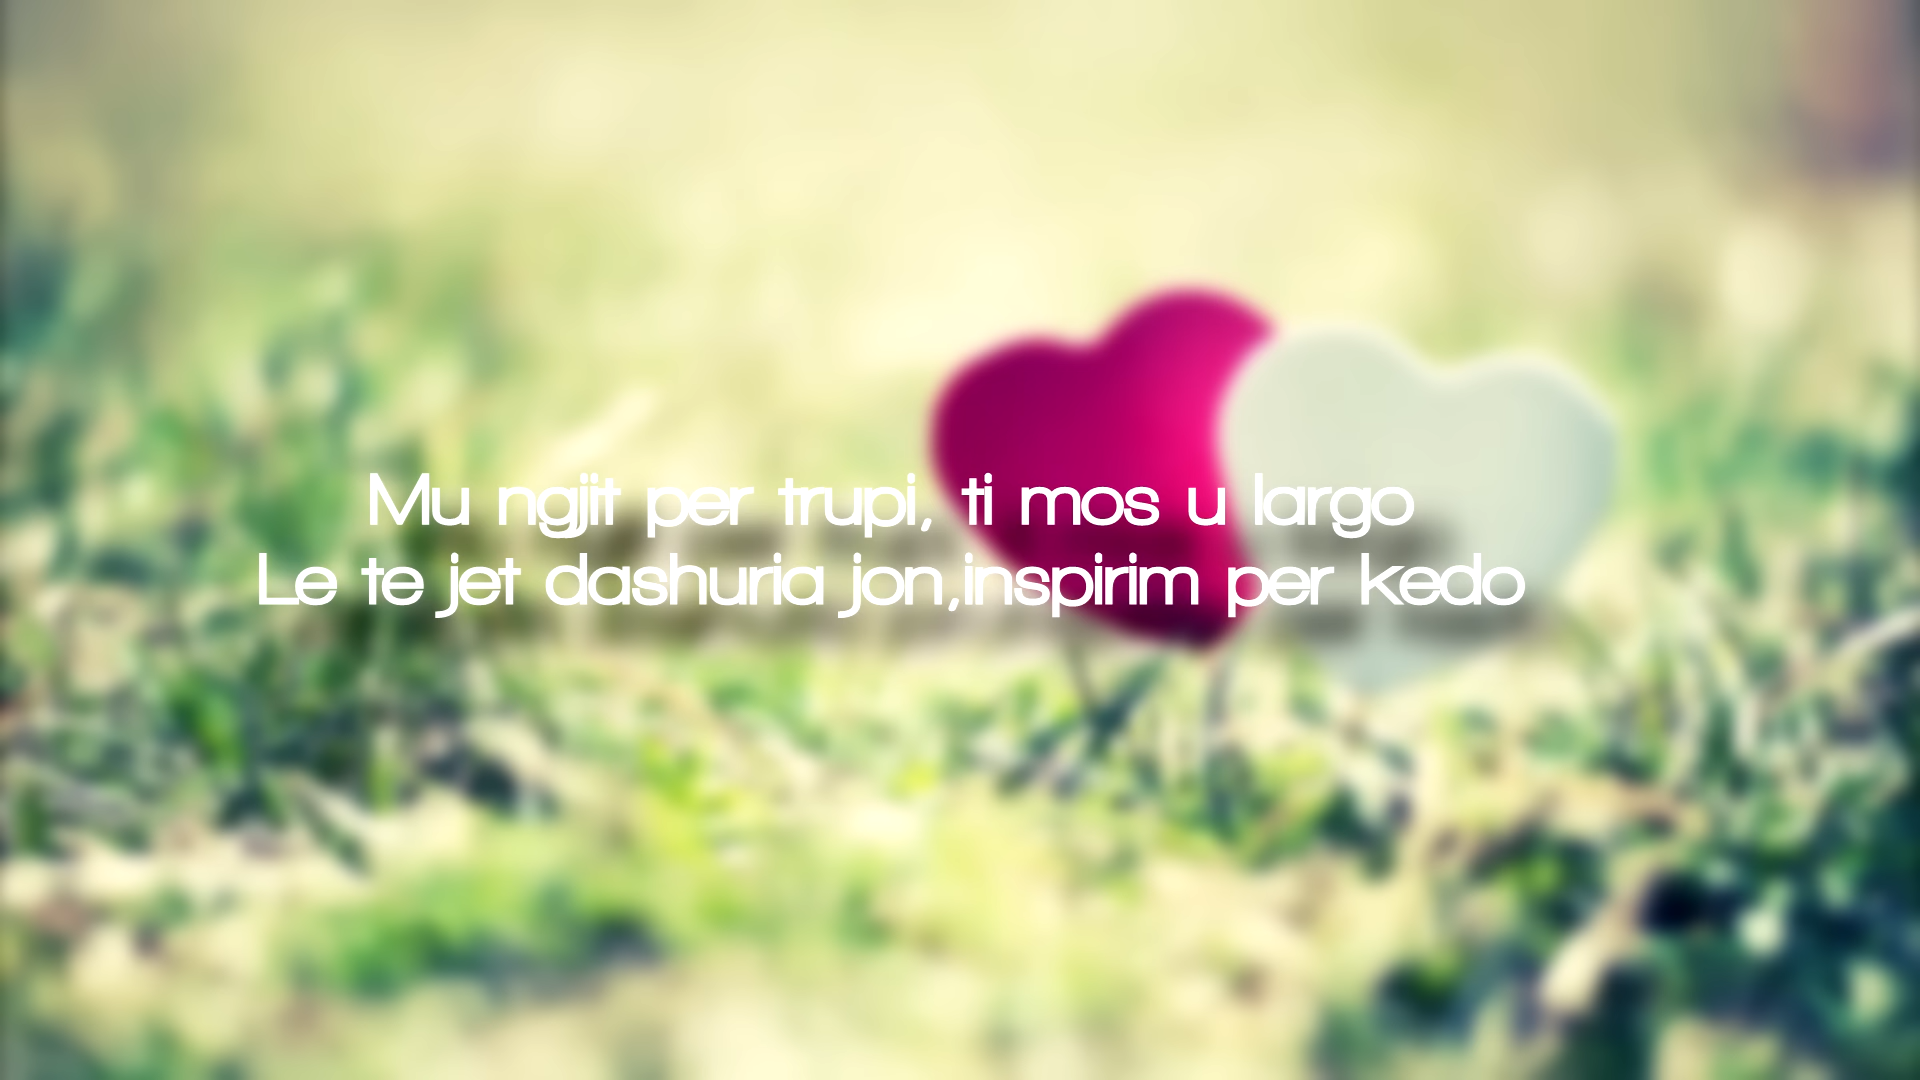 Mu ngjit per trupi, ti mos u largo
Le te jet dashuria jon,inspirim per kedo